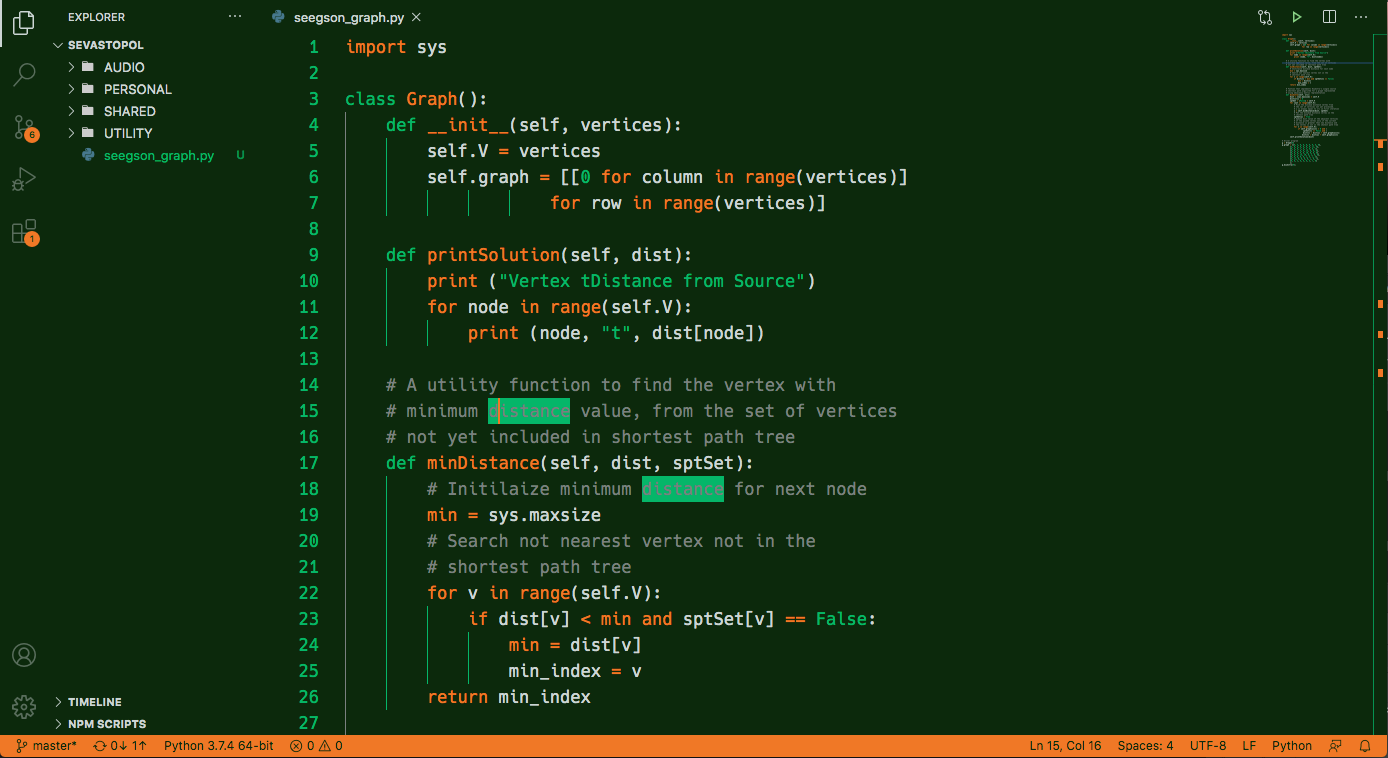 EXPLORER
SEVASTOPOL
AUDIO
PERSONAL
SHARED
UTILITY
seegson_graph.py U
6
1
TIMELINE
NPM SCRIPTS
seegson_graph.py
1 import sys
2
3 class Graph():
4 def __init__(self, vertices):
5 self.V = vertices
6 self.graph = [[0 for column in range(vertices)]
7 for row in range(vertices)]
8
9 def printSolution(self, dist):
10 print ("Vertex tDistance from Source")
11 for node in range(self.V):
12 print (node, "t", dist[node])
13
14 # A utility function to find the vertex with
15 # minimum distance value, from the set of vertices
16 # not yet included in shortest path tree
17 def minDistance(self, dist, sptSet):
18 # Initilaize minimum distance for next node
19 min = sys.maxsize
20 # Search not nearest vertex not in the
21 # shortest path tree
22 for v in range(self.V):
23 if dist[v] < min and sptSet[v] == False:
24 min = dist[v]
25 min_index = v
26 return min_index
27
master* 0↓ 1↑ Python 3.7.4 64-bit 0 0 Ln 15, Col 16 Spaces: 4 UTF-8 LF Python